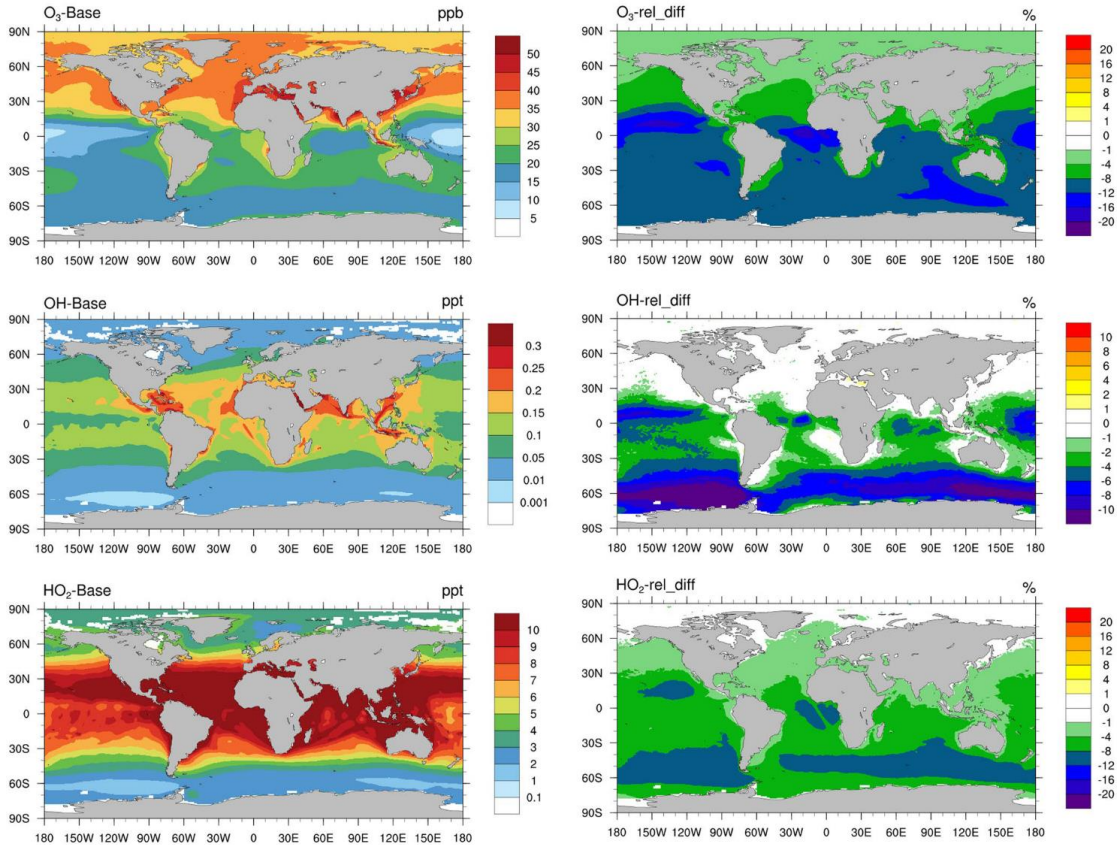 O₃-Base ppb
90N
60N
30N
0
30S
60S
90S
180 150W 120W 90W 60W 30W 0 30E 60E 90E 120E 150E 180
50
45
40
35
30
25
20
15
10
5
O₃-rel_diff %
90N
60N
30N
0
30S
60S
90S
180 150W 120W 90W 60W 30W 0 30E 60E 90E 120E 150E 180
20
16
12
8
4
1
-1
-4
-8
-12
-16
-20
OH-Base ppt
90N
60N
30N
0
30S
60S
90S
180 150W 120W 90W 60W 30W 0 30E 60E 90E 120E 150E 180
0.3
0.25
0.2
0.15
0.1
0.05
0.01
0.001
OH-rel_diff %
90N
60N
30N
0
30S
60S
90S
180 150W 120W 90W 60W 30W 0 30E 60E 90E 120E 150E 180
10
8
6
4
2
1
-1
-2
-4
-6
-8
-10
HO₂-Base ppt
90N
60N
30N
0
30S
60S
90S
180 150W 120W 90W 60W 30W 0 30E 60E 90E 120E 150E 180
10
9
8
7
6
5
4
3
2
1
0.1
HO₂-rel_diff %
90N
60N
30N
0
30S
60S
90S
180 150W 120W 90W 60W 30W 0 30E 60E 90E 120E 150E 180
20
16
12
8
4
1
-1
-4
-8
-12
-16
-20